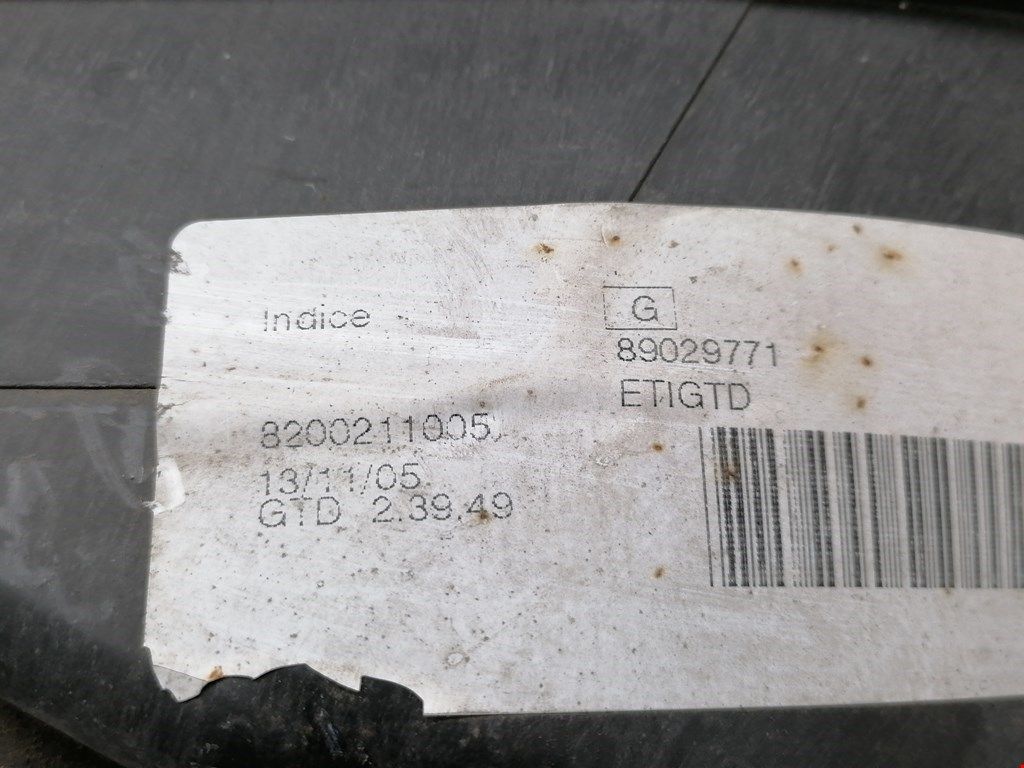 Indice
G
89029771
ETIGTD
8200211005
13/11/05
GTD 2.39.49